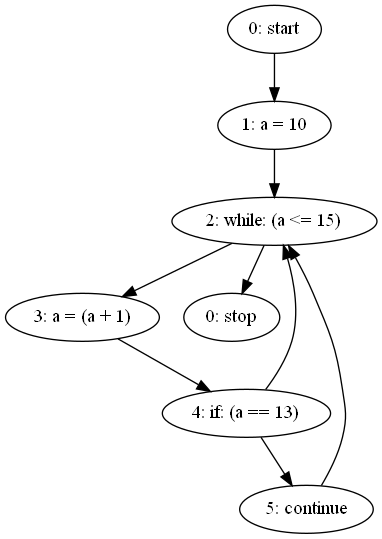 0: start
1: a = 10
2: while: (a <= 15)
3: a = (a + 1)
0: stop
4: if: (a == 13)
5: continue